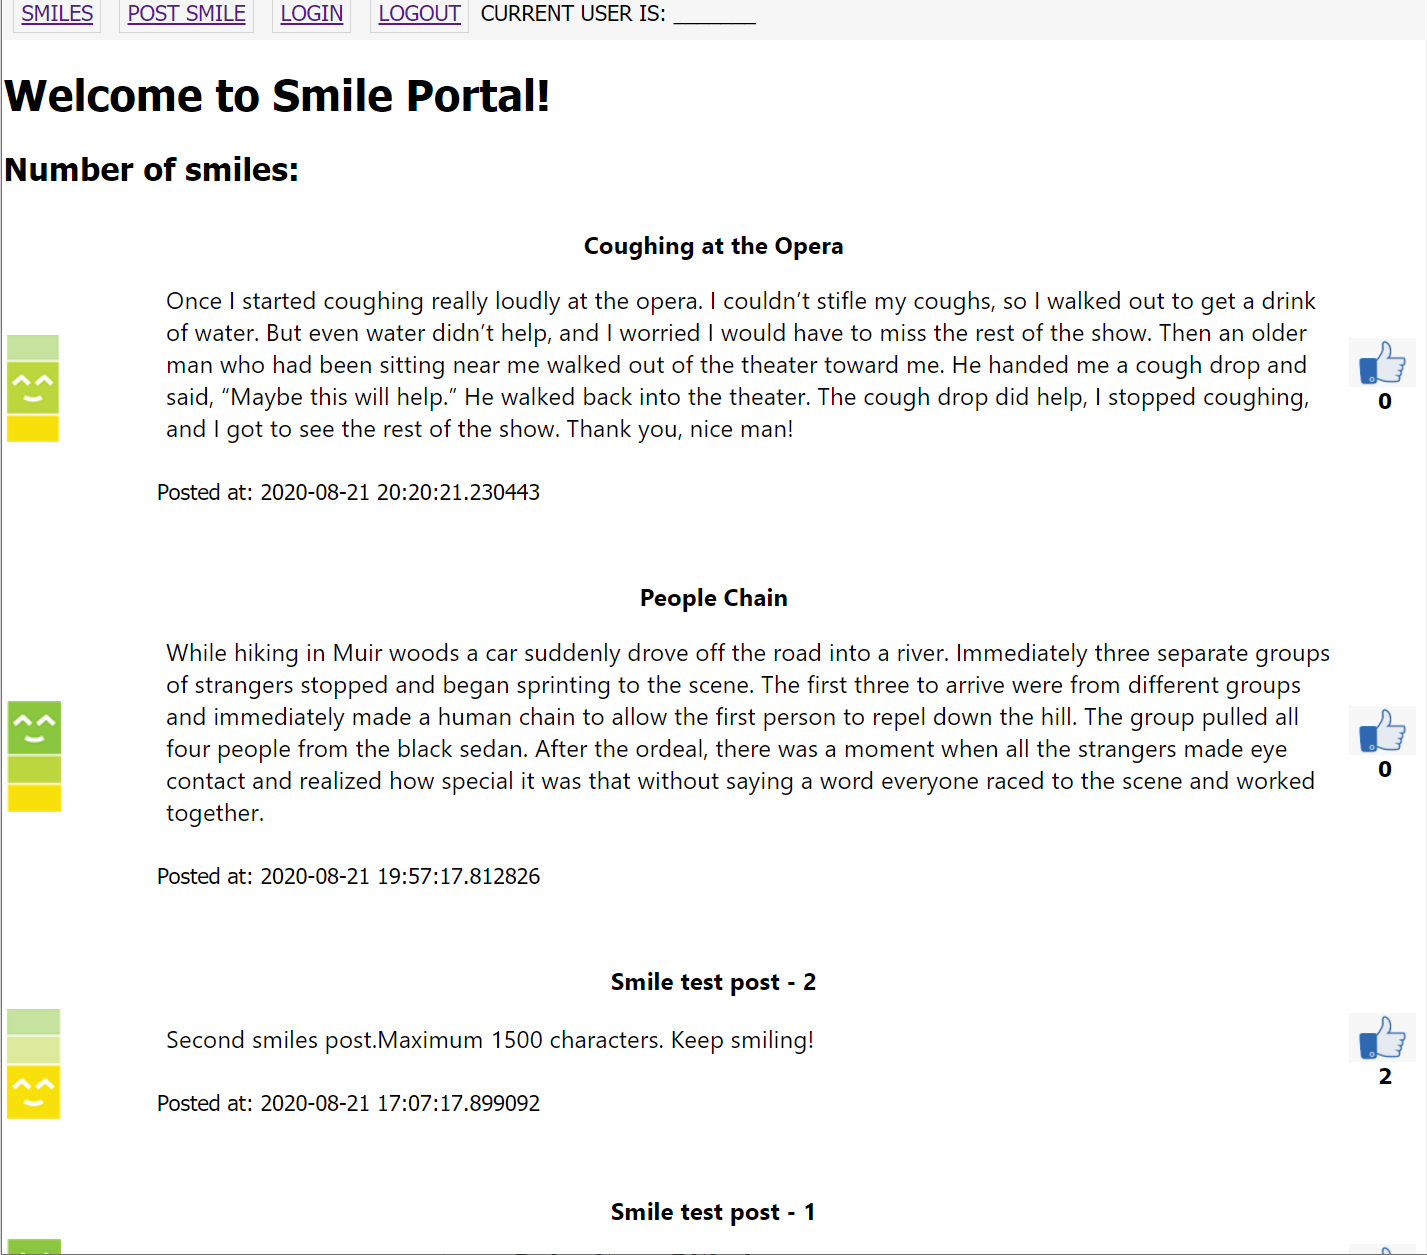 SMILES POST SMILE LOGIN LOGOUT CURRENT USER IS: _______
Welcome to Smile Portal!
Number of smiles:
Coughing at the Opera
Once I started coughing really loudly at the opera. I couldn’t stifle my coughs, so I walked out to get a drink
of water. But even water didn’t help, and I worried I would have to miss the rest of the show. Then an older
man who had been sitting near me walked out of the theater toward me. He handed me a cough drop and
said, “Maybe this will help.” He walked back into the theater. The cough drop did help, I stopped coughing,
and I got to see the rest of the show. Thank you, nice man!
0
Posted at: 2020-08-21 20:20:21.230443
People Chain
While hiking in Muir woods a car suddenly drove off the road into a river. Immediately three separate groups
of strangers stopped and began sprinting to the scene. The first three to arrive were from different groups
and immediately made a human chain to allow the first person to repel down the hill. The group pulled all
four people from the black sedan. After the ordeal, there was a moment when all the strangers made eye
contact and realized how special it was that without saying a word everyone raced to the scene and worked
together.
0
Posted at: 2020-08-21 19:57:17.812826
Smile test post - 2
Second smiles post.Maximum 1500 characters. Keep smiling!
2
Posted at: 2020-08-21 17:07:17.899092
Smile test post - 1